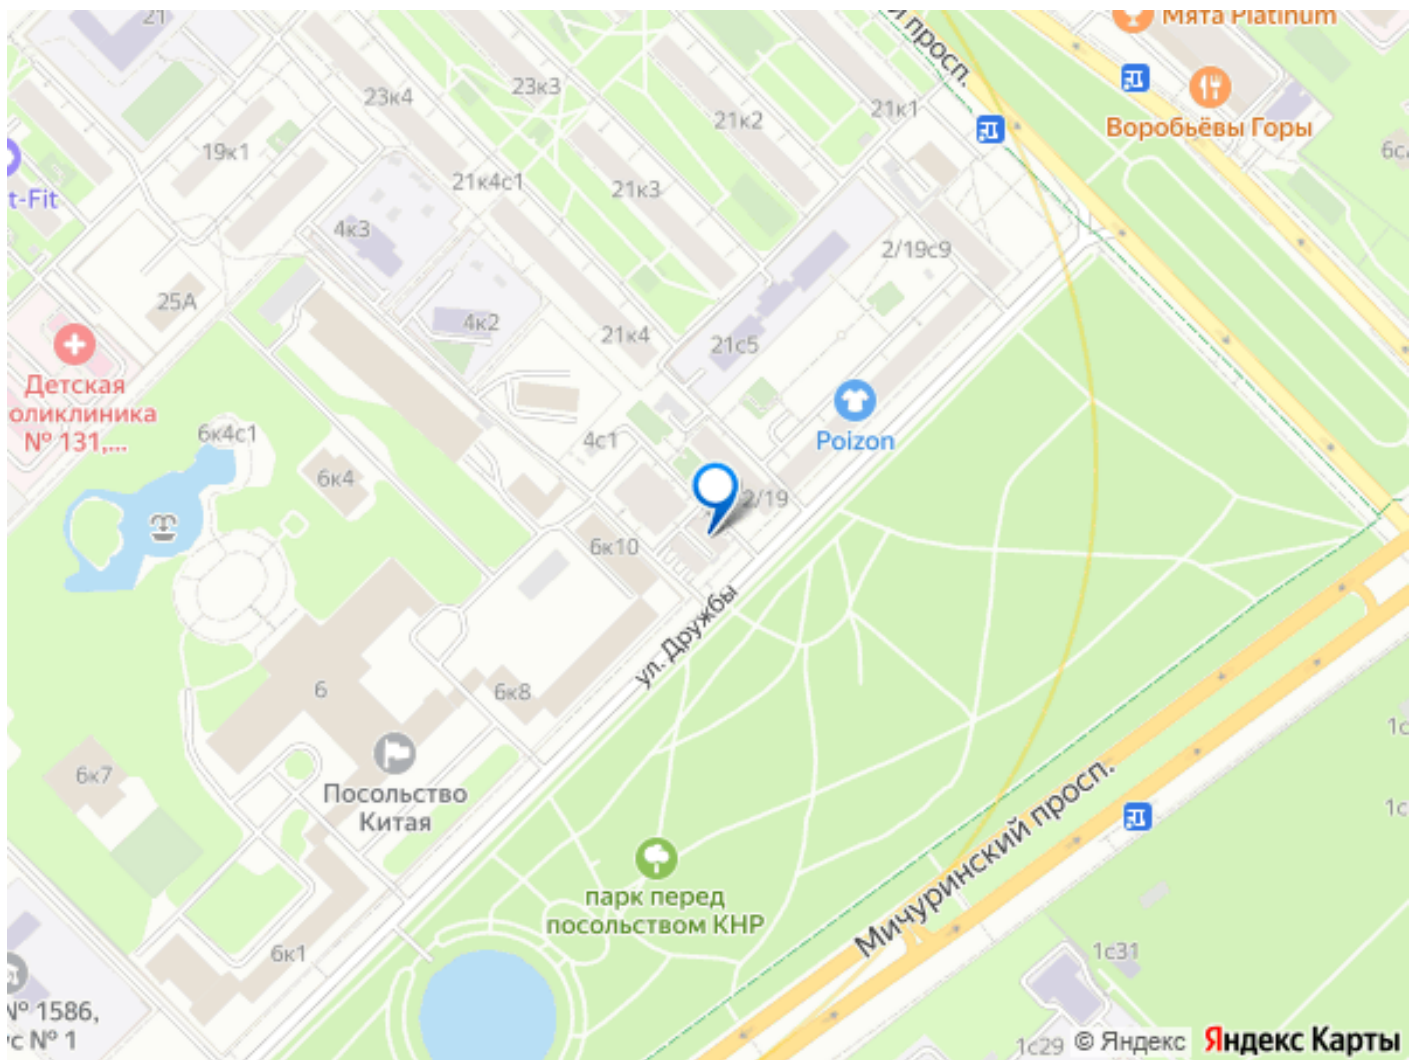 21
Мята Platinum
й просп.
23к4
23к3
21к2
21к1
Воробьёвы Горы
19к1
t-Fit
21к4с1
21к3
4к3
2/19с9
25А
4к2
21к4
21с5
Детская
оликлиника
№ 131,...
6к4с1
4с1
Poizon
6к4
2/19
6к10
ул. Дружбы
6
6к8
6к7
Посольство
Китая
Мичуринский просп.
1с
парк перед
посольством КНР
6к1
1с31
№ 1586,
с № 1
1с29
© Яндекс
Яндекс Карты